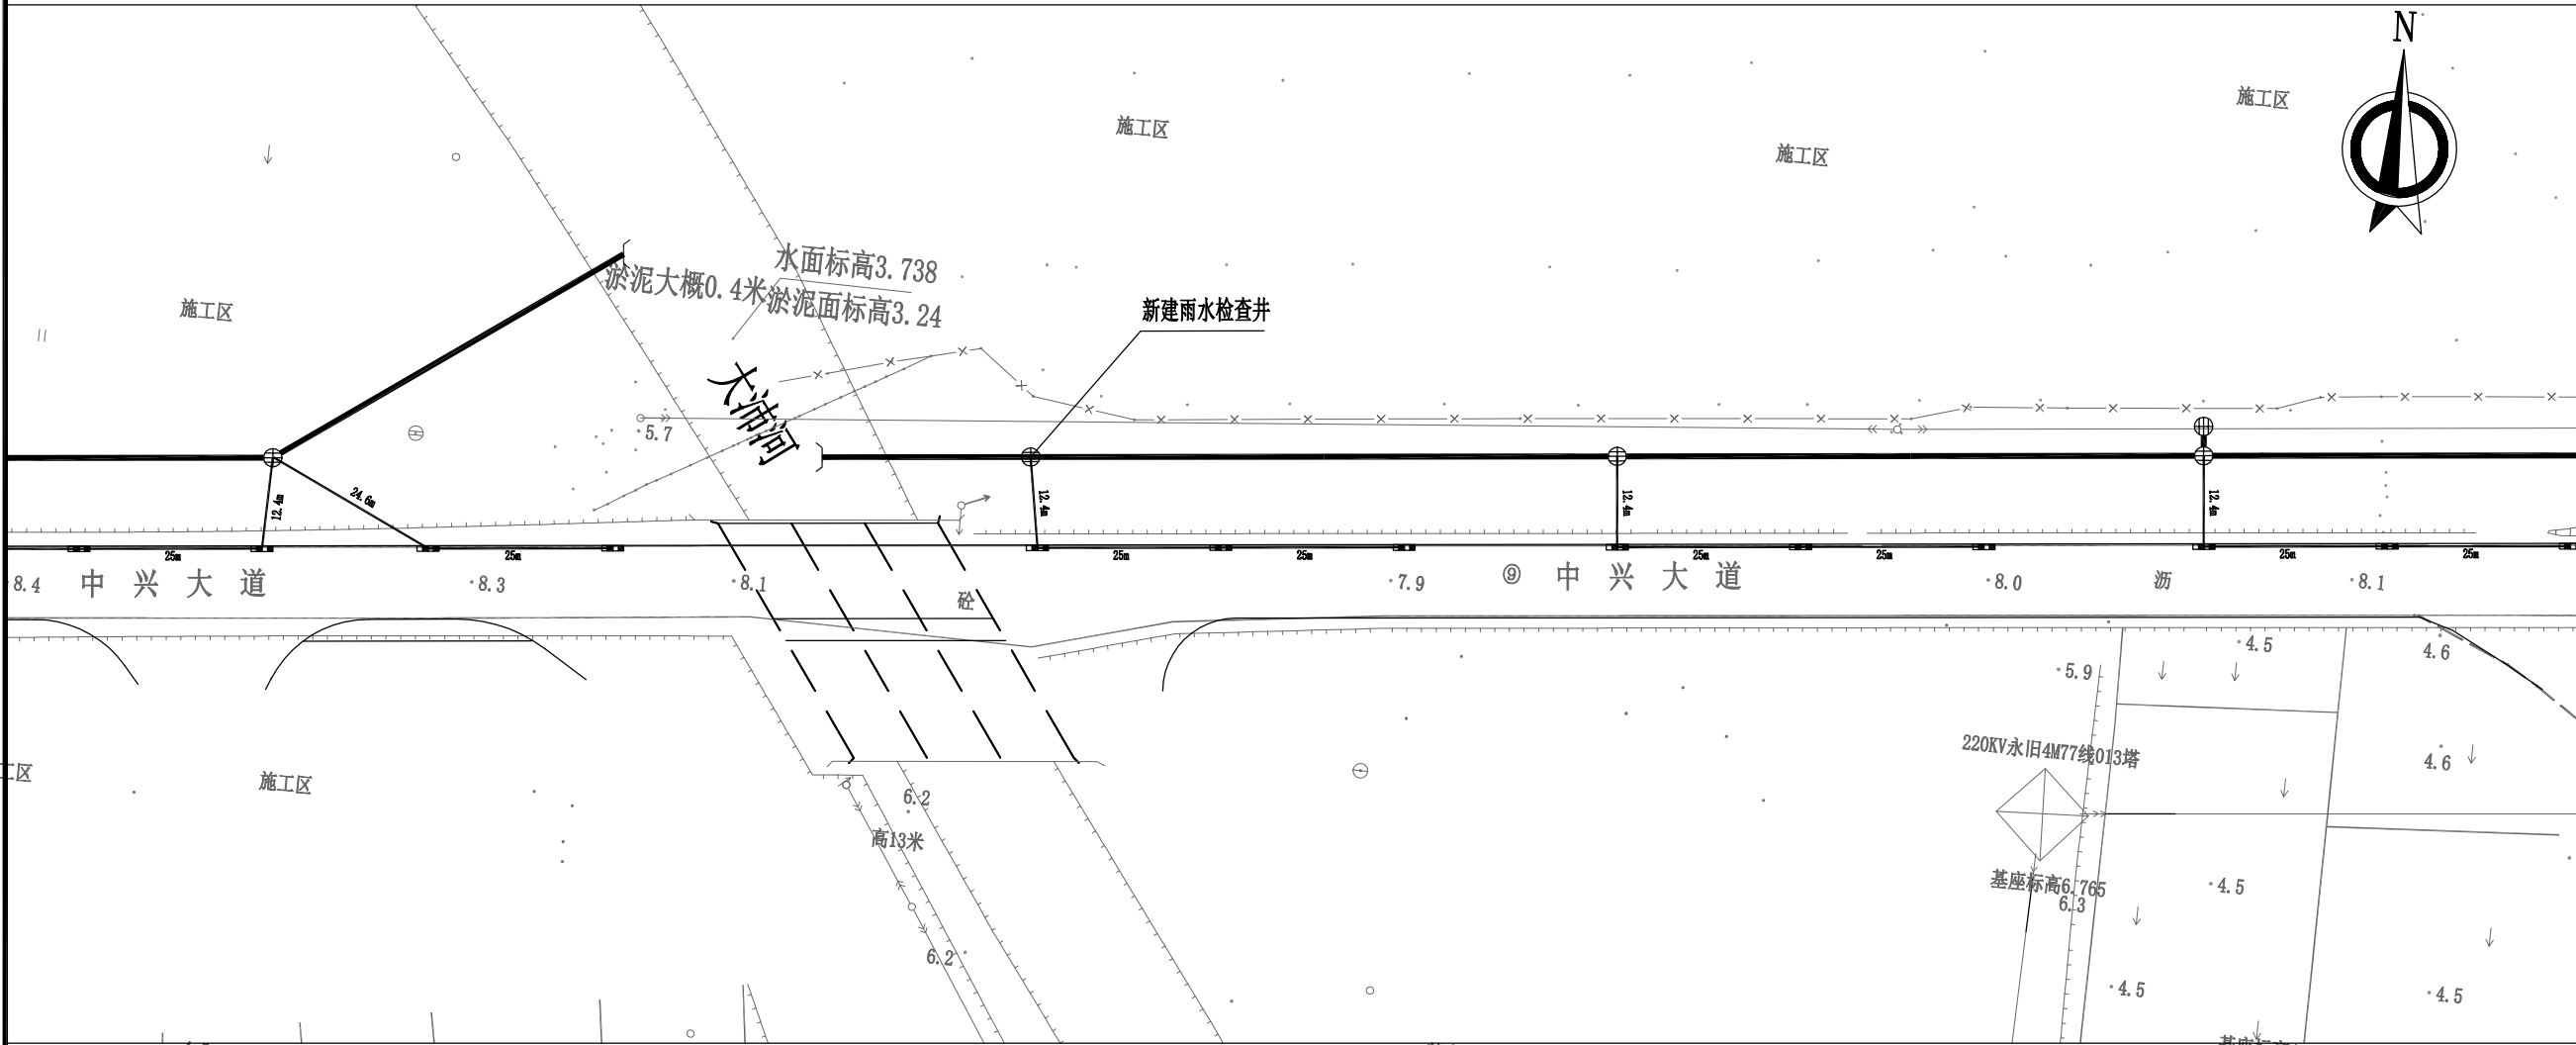 N
施工区
施工区
施工区
水面标高3.738
淤泥大概0.4米
淤泥面标高3.24
施工区
新建雨水检查井
大浦河
5.7
12.4m
24.6m
12.4m
12.4m
12.4m
25m
25m
25m
25m
25m
25m
25m
25m
8.4
中兴大道
8.3
8.1
砼
7.9
⑨
中兴大道
8.0
沥
8.1
4.5
4.6
5.9
220KV永旧4M77线013塔
4.6
工区
施工区
6.2
高13米
基座标高6.765
6.3
4.5
6.2
4.5
4.5